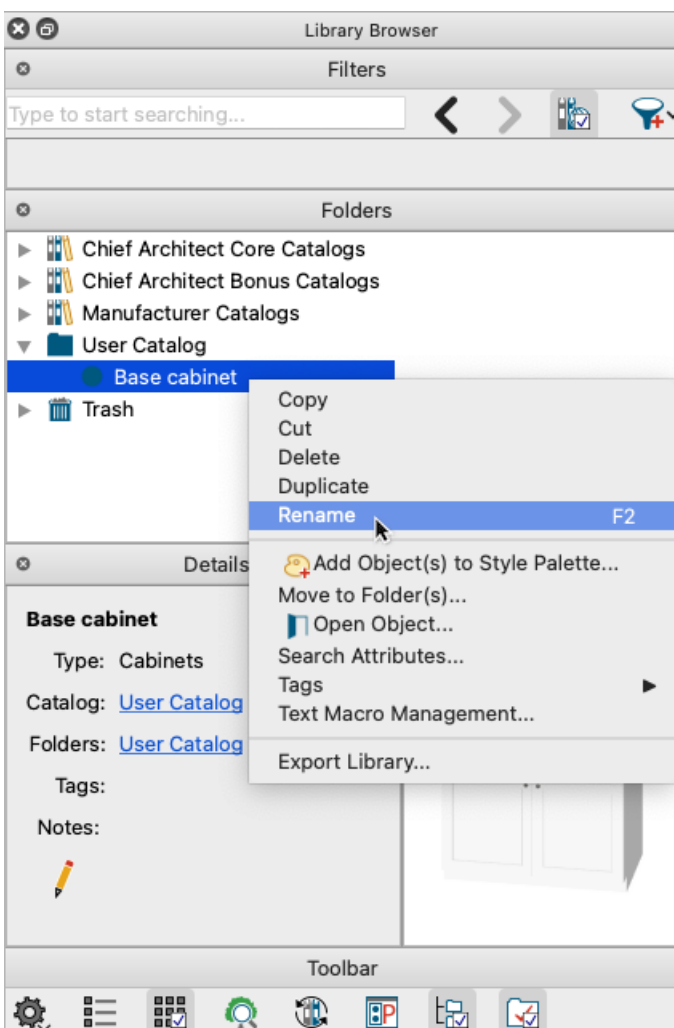 Library Browser
Filters
Type to start searching...
Folders
Chief Architect Core Catalogs
Chief Architect Bonus Catalogs
Manufacturer Catalogs
User Catalog
Base cabinet
Trash
Copy
Cut
Delete
Duplicate
Rename F2
Add Object(s) to Style Palette...
Move to Folder(s)...
Open Object...
Search Attributes...
Tags
Text Macro Management...
Export Library...
Details
Base cabinet
Type: Cabinets
Catalog: User Catalog
Folders: User Catalog
Tags:
Notes:
Toolbar
P